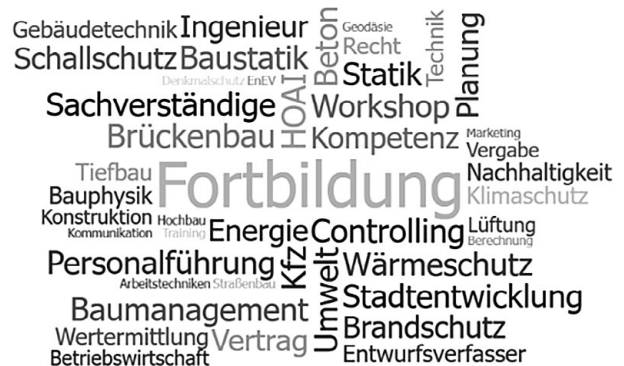 Gebäudetechnik
Ingenieur
Beton
Geodäsie
Recht
Technik
Planung
Schallschutz
Baustatik
Statik
Denkmalschutz
EnEV
HOAI
Sachverständige
Workshop
Brückenbau
Kompetenz
Marketing
Vergabe
Tiefbau
Fortbildung
Nachhaltigkeit
Bauphysik
Klimaschutz
Konstruktion
Hochbau
Kommunikation
Training
Energie
Controlling
Lüftung
Berechnung
Personalführung
Kfz
Umwelt
Wärmeschutz
Arbeitstechniken
Straßenbau
Baumanagement
Stadtentwicklung
Wertermittlung
Vertrag
Brandschutz
Betriebswirtschaft
Entwurfsverfasser